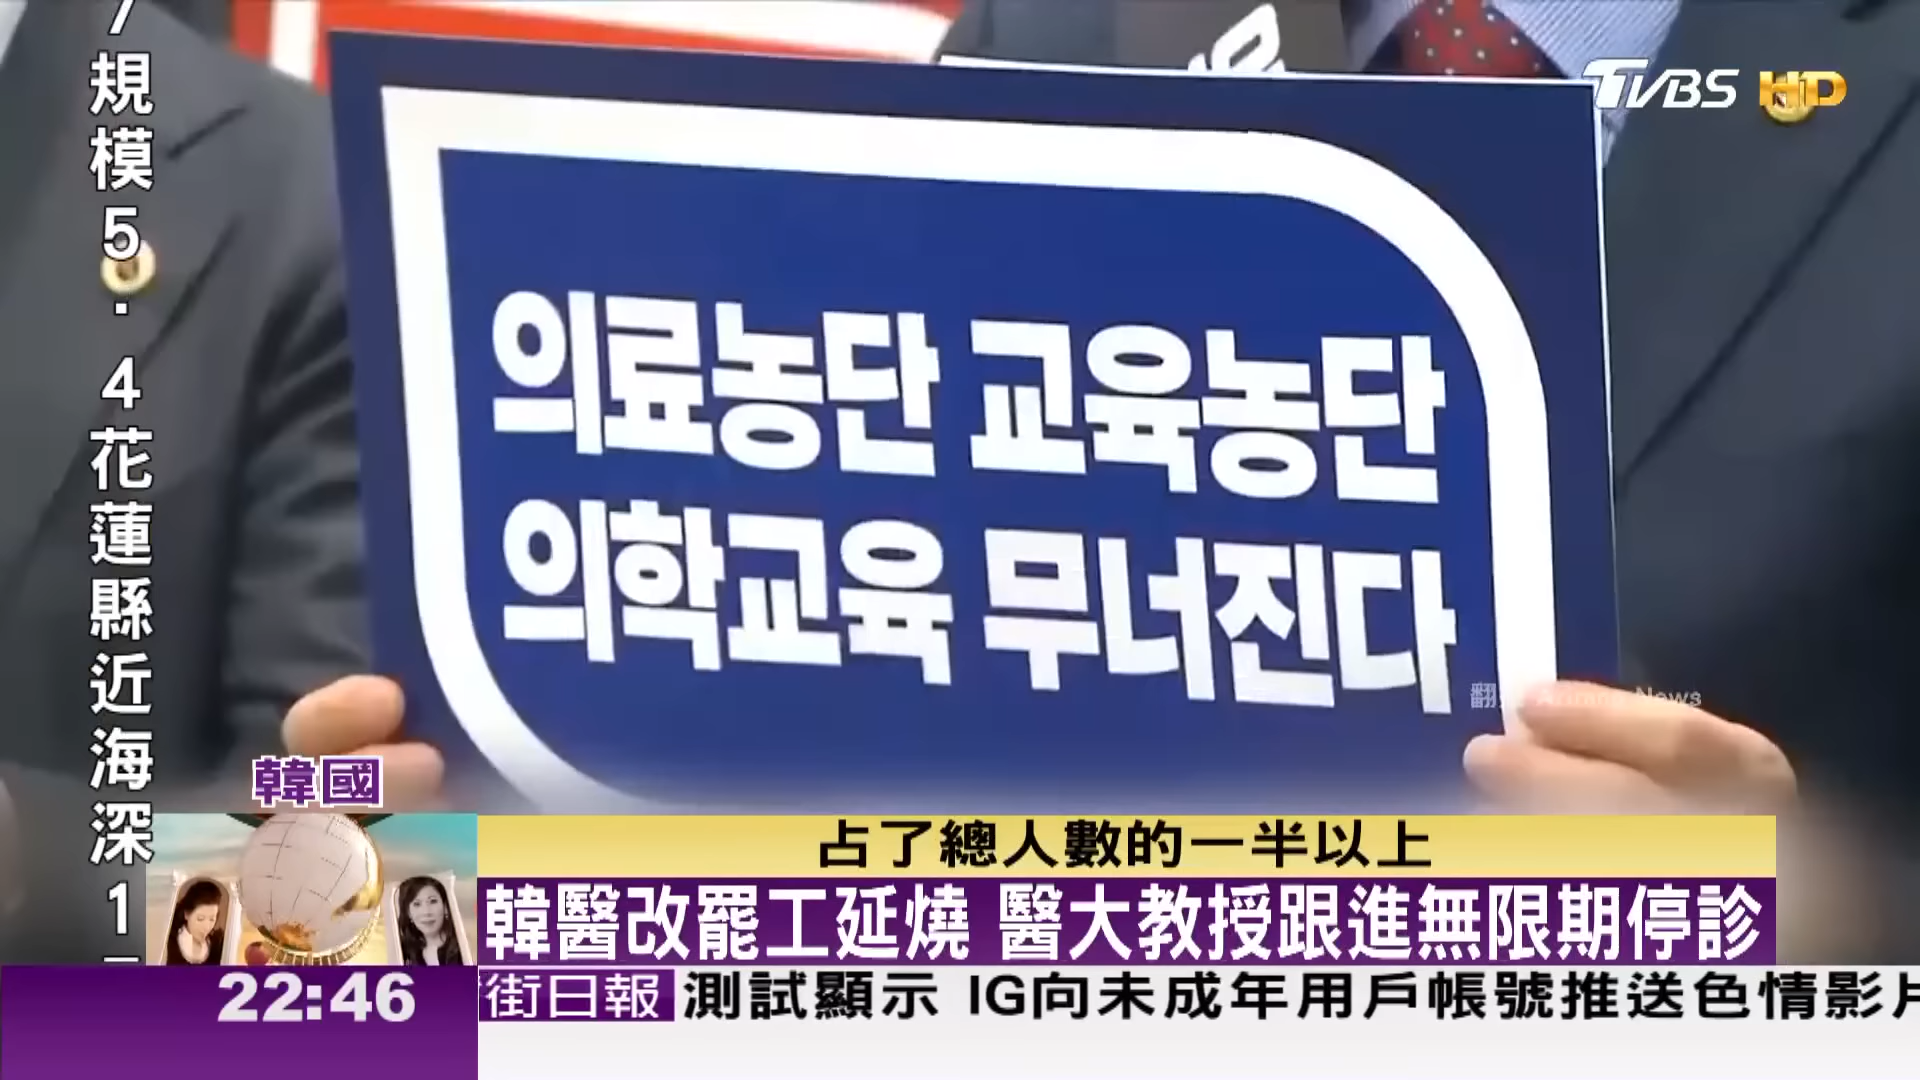 TVBS HD
규模5.4花蓮縣近海深1
의료농단 교육농단
의학교육 무너진다
News
韓國
占了總人數的一半以上
韓醫改罷工延燒 醫大教授跟進無限期停診
22:46
街日報 測試顯示 IG向未成年用戶帳號推送色情影片